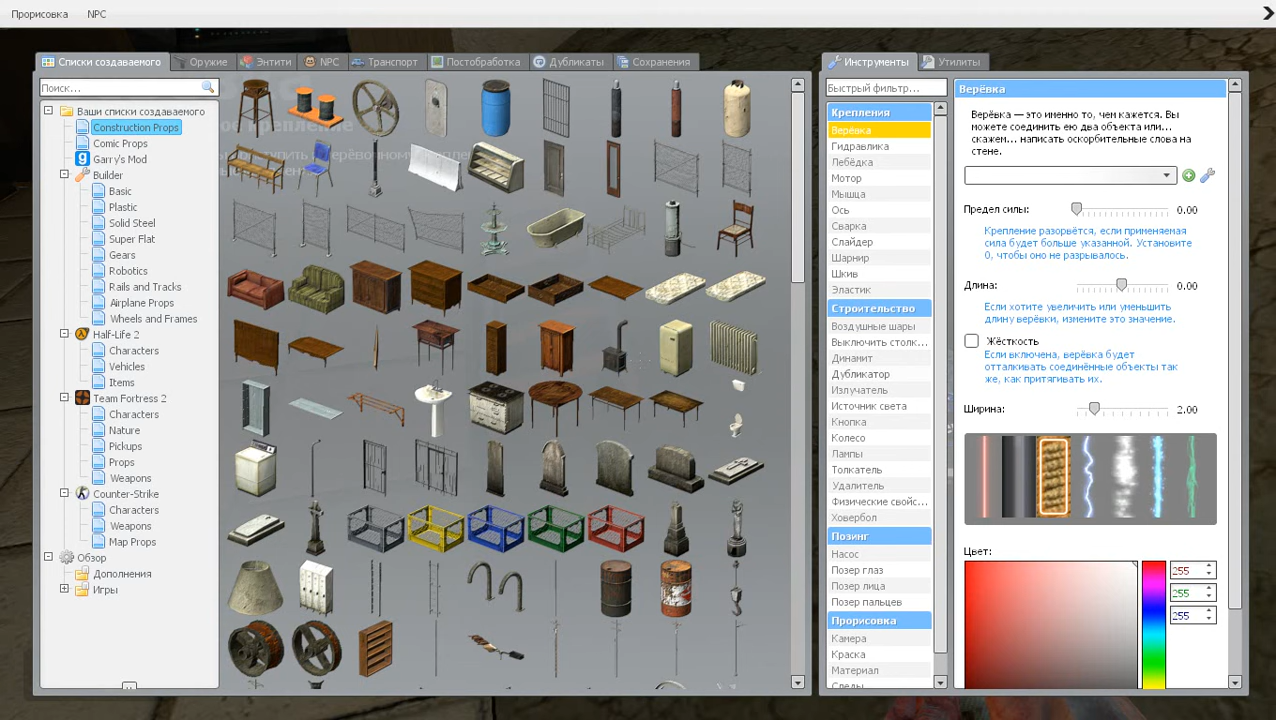 Прорисовка NPC
Списки создаваемого Оружие Энтити NPC Транспорт Постобработка Дубликаты Сохранения
Поиск...
Ваши списки создаваемого
Construction Props
Comic Props
Garry's Mod
Builder
Basic
Plastic
Solid Steel
Super Flat
Gears
Robotics
Rails and Tracks
Airplane Props
Wheels and Frames
Half-Life 2
Characters
Vehicles
Items
Team Fortress 2
Characters
Nature
Pickups
Props
Weapons
Counter-Strike
Characters
Weapons
Map Props
Обзор
Дополнения
Игры
Инструменты Утилиты
Быстрый фильтр...
Крепления
Верёвка
Гидравлика
Лебёдка
Мотор
Мышца
Ось
Сварка
Слайдер
Шарнир
Шкив
Эластик
Строительство
Воздушные шары
Выключить столк...
Динамит
Дубликатор
Излучатель
Источник света
Кнопка
Колесо
Лампы
Толкатель
Удалитель
Физические свойс...
Ховербол
Позинг
Насос
Позер глаз
Позер лица
Позер пальцев
Прорисовка
Камера
Краска
Материал
Следы
Верёвка
Верёвка — это именно то, чем кажется. Вы
можете соединить ею два объекта или...
скажем... написать оскорбительные слова на
стене.
Предел силы: 0.00
Крепление разорвётся, если применяемая
сила будет больше указанной. Установите
0, чтобы оно не разрывалось.
Длина: 0.00
Если хотите увеличить или уменьшить
длину верёвки, измените это значение.
Жёсткость
Если включена, верёвка будет
отталкивать соединённые объекты так
же, как притягивать их.
Ширина: 2.00
Цвет:
255
255
255